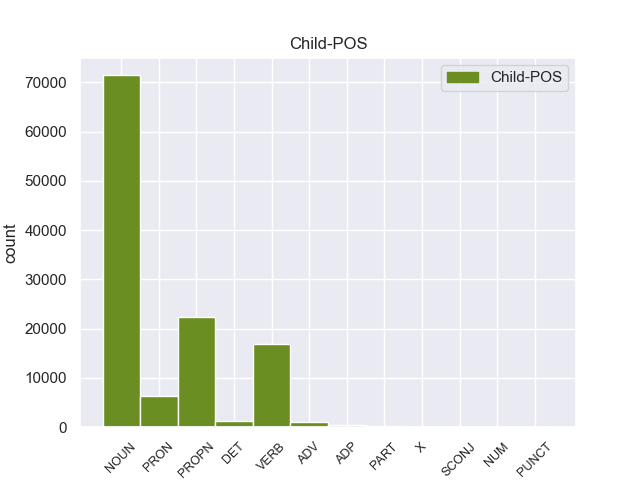 Child-POS
Child-POS
70000
60000
50000
40000
30000
20000
10000
0
count
NOUN
PRON
PROPN
DET
VERB
ADV
ADP
PART
X
SCONJ
NUM
PUNCT